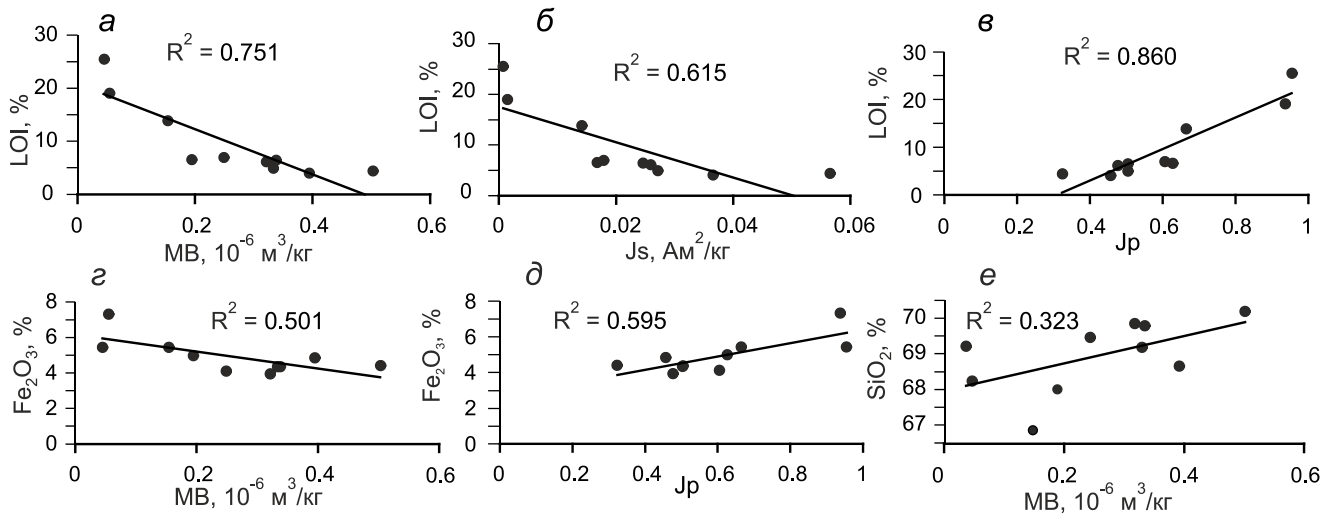 а
R² = 0.751
LOI, %
30
20
10
0
0.2
0.4
0.6
МВ, 10⁻⁶ м³/кг
б
R² = 0.615
LOI, %
30
20
10
0
0
0.02
0.04
0.06
Js, Ам²/кг
в
R² = 0.860
LOI, %
30
20
10
0
0
0.2
0.4
0.6
0.8
1
Jp
г
R² = 0.501
Fe₂O₃, %
8
6
4
2
0
0
0.2
0.4
0.6
МВ, 10⁻⁶ м³/кг
д
R² = 0.595
Fe₂O₃, %
8
6
4
2
0
0
0.2
0.4
0.6
0.8
1
Jp
е
R² = 0.323
SiO₂, %
70
69
68
67
0
0.2
0.4
0.6
МВ, 10⁻⁶ м³/кг